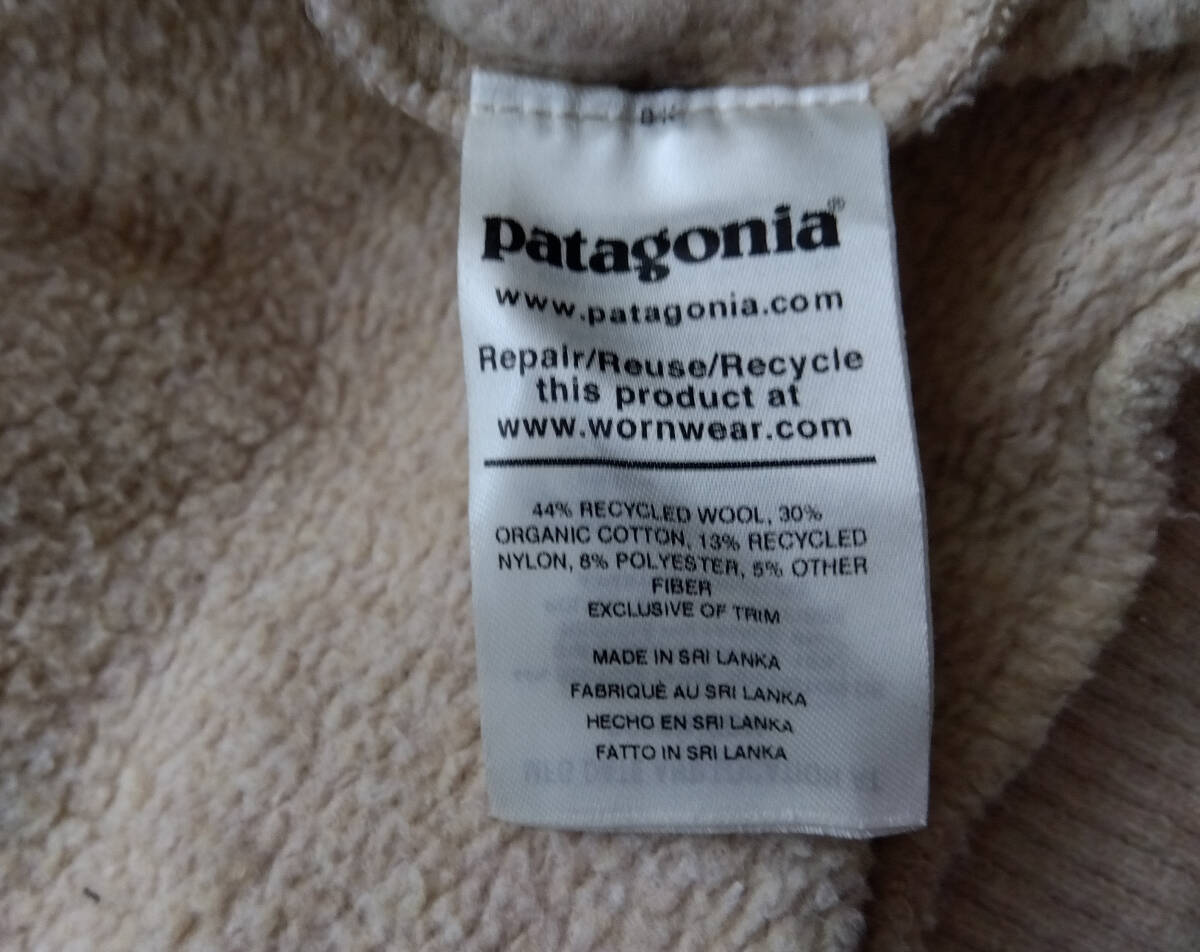 patagonia®
www.patagonia.com
Repair/Reuse/Recycle
this product at
www.wornwear.com
44% RECYCLED WOOL, 30%
ORGANIC COTTON, 13% RECYCLED
NYLON, 8% POLYESTER, 5% OTHER
FIBER
EXCLUSIVE OF TRIM
MADE IN SRI LANKA
FABRIQUÉ AU SRI LANKA
HECHO EN SRI LANKA
FATTO IN SRI LANKA